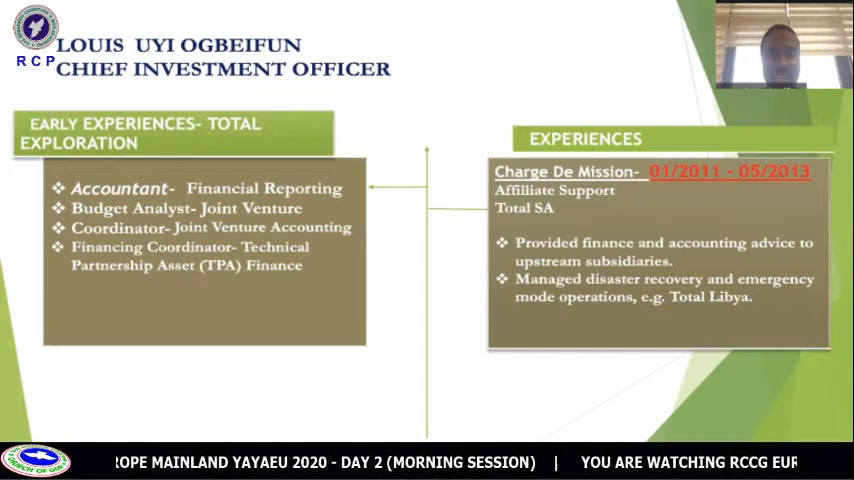 RCP
LOUIS UYI OGBEIFUN
CHIEF INVESTMENT OFFICER
EARLY EXPERIENCES- TOTAL
EXPLORATION
❖ Accountant- Financial Reporting
❖ Budget Analyst- Joint Venture
❖ Coordinator- Joint Venture Accounting
❖ Financing Coordinator- Technical
Partnership Asset (TPA) Finance
EXPERIENCES
Charge De Mission- 01/2011 - 05/2013
Affilliate Support
Total SA
❖ Provided finance and accounting advice to
upstream subsidiaries.
❖ Managed disaster recovery and emergency
mode operations, e.g. Total Libya.
ROPE MAINLAND YAYAEU 2020 - DAY 2 (MORNING SESSION) | YOU ARE WATCHING RCCG EUR